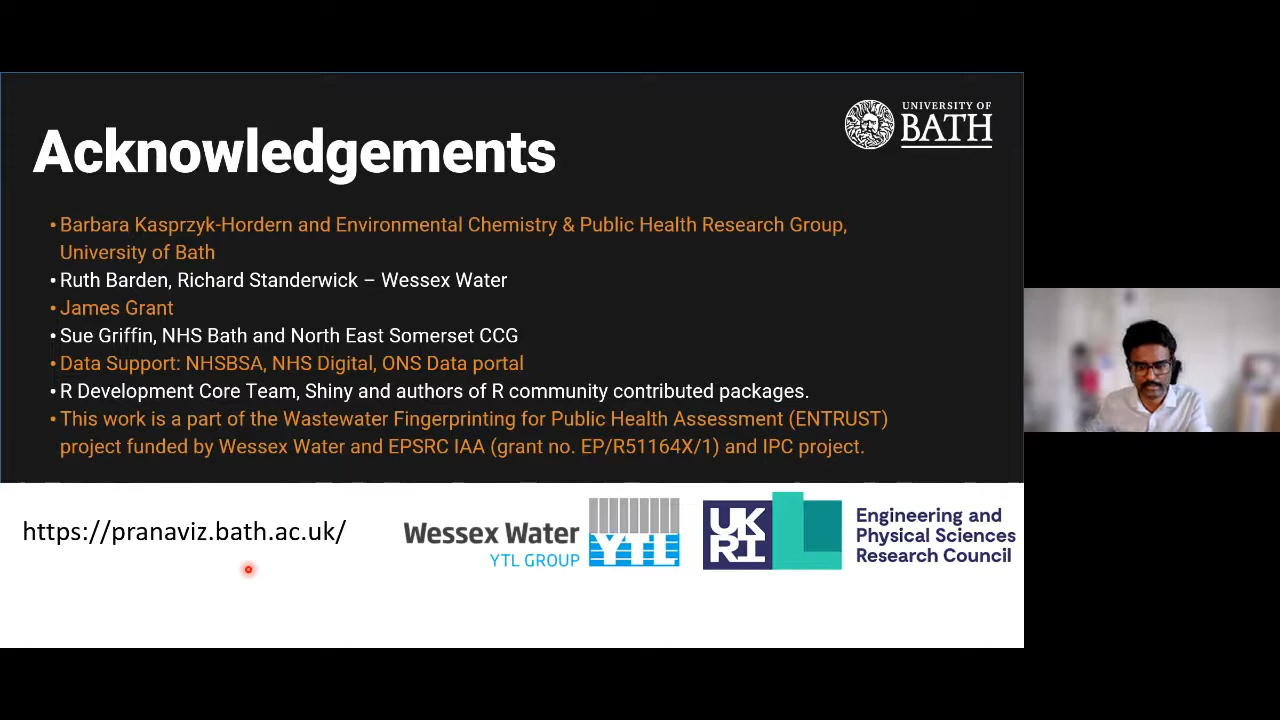 UNIVERSITY OF
BATH
Acknowledgements
• Barbara Kasprzyk-Hordern and Environmental Chemistry & Public Health Research Group,
University of Bath
• Ruth Barden, Richard Standerwick – Wessex Water
• James Grant
• Sue Griffin, NHS Bath and North East Somerset CCG
• Data Support: NHSBSA, NHS Digital, ONS Data portal
• R Development Core Team, Shiny and authors of R community contributed packages.
• This work is a part of the Wastewater Fingerprinting for Public Health Assessment (ENTRUST)
project funded by Wessex Water and EPSRC IAA (grant no. EP/R51164X/1) and IPC project.
https://pranaviz.bath.ac.uk/
Wessex Water
YTL GROUP
YTL
UK
RI
Engineering and
Physical Sciences
Research Council